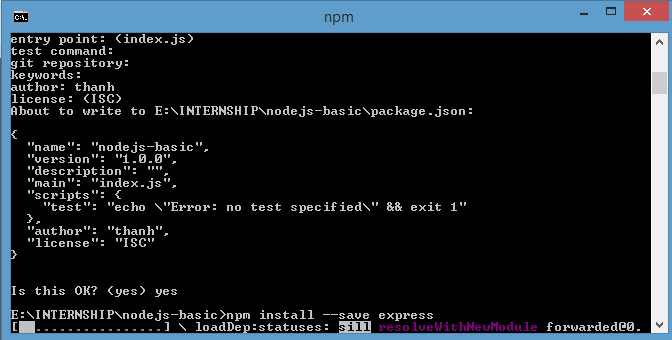 npm
entry point: (index.js)
test command:
git repository:
keywords:
author: thanh
license: (ISC)
About to write to E:\INTERNSHIP\nodejs-basic\package.json:
{
  "name": "nodejs-basic",
  "version": "1.0.0",
  "description": "",
  "main": "index.js",
  "scripts": {
    "test": "echo \"Error: no test specified\" && exit 1"
  },
  "author": "thanh",
  "license": "ISC"
}
Is this OK? (yes) yes
E:\INTERNSHIP\nodejs-basic>npm install --save express
[  ................] \ loadDep:statuses: sill resolveWithNewModule forwarded@0.